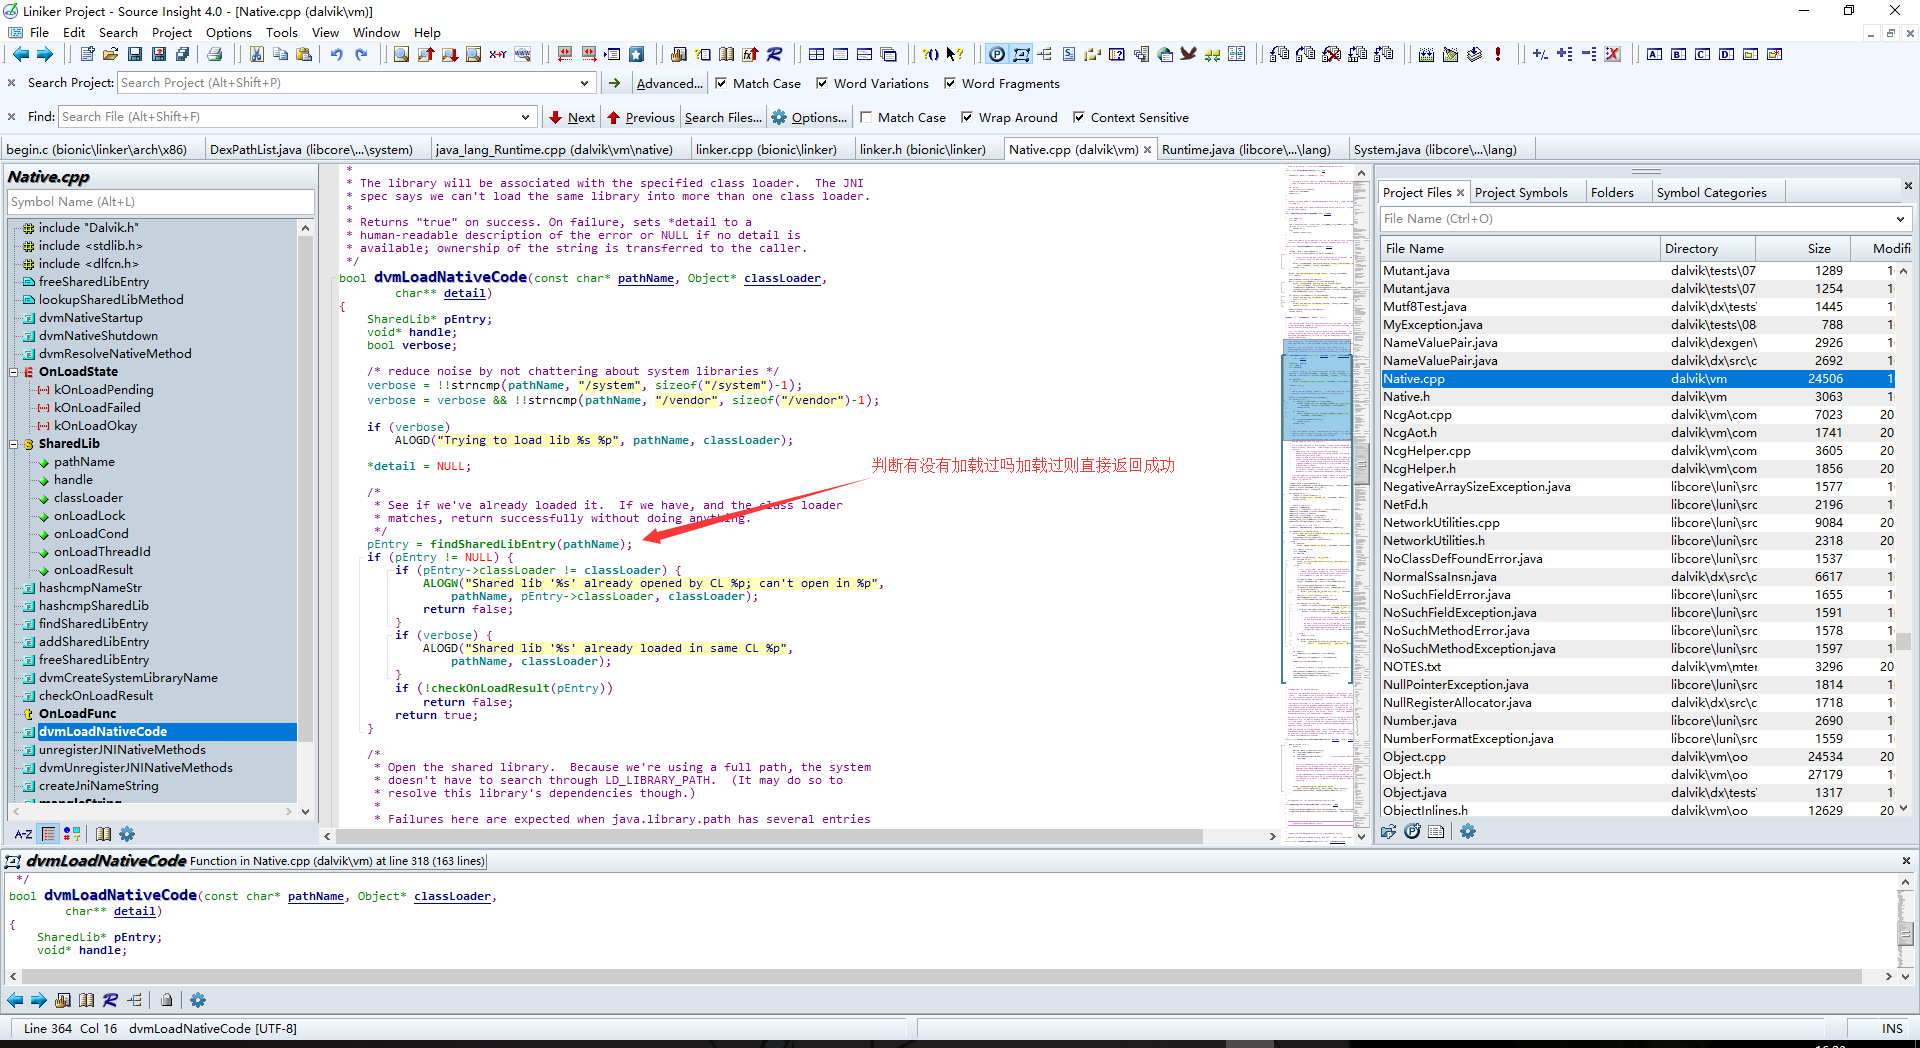 Liniker Project - Source Insight 4.0 - [Native.cpp (dalvik\vm)]
File Edit Search Project Options Tools View Window Help
Search Project: Search Project (Alt+Shift+P) Advanced... Match Case Word Variations Word Fragments
Find: Search File (Alt+Shift+F) Next Previous Search Files... Options... Match Case Wrap Around Context Sensitive
begin.c (bionic\linker\arch\x86) DexPathList.java (libcore\...\system) java_lang_Runtime.cpp (dalvik\vm\native) linker.cpp (bionic\linker) linker.h (bionic\linker) Native.cpp (dalvik\vm) Runtime.java (libcore\...\lang) System.java (libcore\...\lang)
Native.cpp
Symbol Name (Alt+L)
include "Dalvik.h"
include <stdlib.h>
include <dlfcn.h>
freeSharedLibEntry
lookupSharedLibMethod
dvmNativeStartup
dvmNativeShutdown
dvmResolveNativeMethod
OnLoadState
kOnLoadPending
kOnLoadFailed
kOnLoadOkay
SharedLib
pathName
handle
classLoader
onLoadLock
onLoadCond
onLoadThreadId
onLoadResult
hashcmpNameStr
hashcmpSharedLib
findSharedLibEntry
addSharedLibEntry
freeSharedLibEntry
dvmCreateSystemLibraryName
checkOnLoadResult
OnLoadFunc
dvmLoadNativeCode
unregisterJNINativeMethods
dvmUnregisterJNINativeMethods
createJniNameString
mangleString
A-Z
*
* The library will be associated with the specified class loader.  The JNI
* spec says we can't load the same library into more than one class loader.
*
* Returns "true" on success. On failure, sets *detail to a
* human-readable description of the error or NULL if no detail is
* available; ownership of the string is transferred to the caller.
*/
bool dvmLoadNativeCode(const char* pathName, Object* classLoader,
char** detail)
{
SharedLib* pEntry;
void* handle;
bool verbose;
/* reduce noise by not chattering about system libraries */
verbose = !!strncmp(pathName, "/system", sizeof("/system")-1);
verbose = verbose && !!strncmp(pathName, "/vendor", sizeof("/vendor")-1);
if (verbose)
ALOGD("Trying to load lib %s %p", pathName, classLoader);
*detail = NULL;
判断有没有加载过吗加载过则直接返回成功
/*
* See if we've already loaded it.  If we have, and the class loader
* matches, return successfully without doing anything.
*/
pEntry = findSharedLibEntry(pathName);
if (pEntry != NULL) {
if (pEntry->classLoader != classLoader) {
ALOGW("Shared lib '%s' already opened by CL %p; can't open in %p",
pathName, pEntry->classLoader, classLoader);
return false;
}
if (verbose) {
ALOGD("Shared lib '%s' already loaded in same CL %p",
pathName, classLoader);
}
if (!checkOnLoadResult(pEntry))
return false;
return true;
}
/*
* Open the shared library.  Because we're using a full path, the system
* doesn't have to search through LD_LIBRARY_PATH.  (It may do so to
* resolve this library's dependencies though.)
*
* Failures here are expected when java.library.path has several entries
Project Files Project Symbols Folders Symbol Categories
File Name (Ctrl+O)
File Name Directory Size Modifi
Mutant.java dalvik\tests\07 1289
Mutant.java dalvik\tests\07 1254
Mutf8Test.java dalvik\dx\tests' 1445
MyException.java dalvik\tests\08 788
NameValuePair.java dalvik\dexgen\ 2926
NameValuePair.java dalvik\dx\src\c 2692
Native.cpp dalvik\vm 24506
Native.h dalvik\vm 3063
NcgAot.cpp dalvik\vm\com 7023 20
NcgAot.h dalvik\vm\com 1741 20
NcgHelper.cpp dalvik\vm\com 3605 20
NcgHelper.h dalvik\vm\com 1856 20
NegativeArraySizeException.java libcore\luni\src 1577
NetFd.h libcore\luni\src 2196
NetworkUtilities.cpp libcore\luni\src 9084 20
NetworkUtilities.h libcore\luni\src 2318 20
NoClassDefFoundError.java libcore\luni\src 1537
NormalSsaInsn.java dalvik\dx\src\c 6617
NoSuchFieldError.java libcore\luni\src 1655
NoSuchFieldException.java libcore\luni\src 1591
NoSuchMethodError.java libcore\luni\src 1578
NoSuchMethodException.java libcore\luni\src 1597
NOTES.txt dalvik\vm\mter 3296 20
NullPointerException.java libcore\luni\src 1814
NullRegisterAllocator.java dalvik\dx\src\c 1718
Number.java libcore\luni\src 2690
NumberFormatException.java libcore\luni\src 1559
Object.cpp dalvik\vm\oo 24534 20
Object.h dalvik\vm\oo 27179
Object.java dalvik\dx\tests' 1317
ObjectInlines.h dalvik\vm\oo 12629 20
dvmLoadNativeCode Function in Native.cpp (dalvik\vm) at line 318 (163 lines)
*/
bool dvmLoadNativeCode(const char* pathName, Object* classLoader,
char** detail)
{
SharedLib* pEntry;
void* handle;
Line 364 Col 16 dvmLoadNativeCode [UTF-8] INS